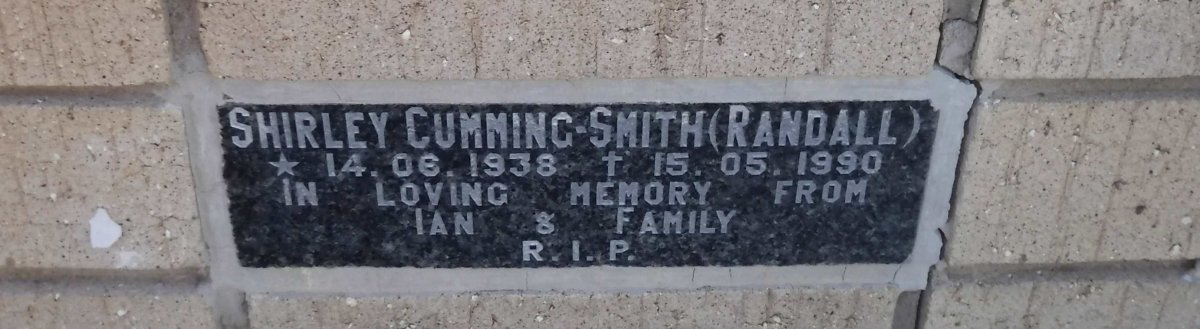 SHIRLEY CUMMING-SMITH (RANDALL)
★ 14.06.1938 † 15.05.1990
IN LOVING MEMORY FROM
IAN & FAMILY
R.I.P.